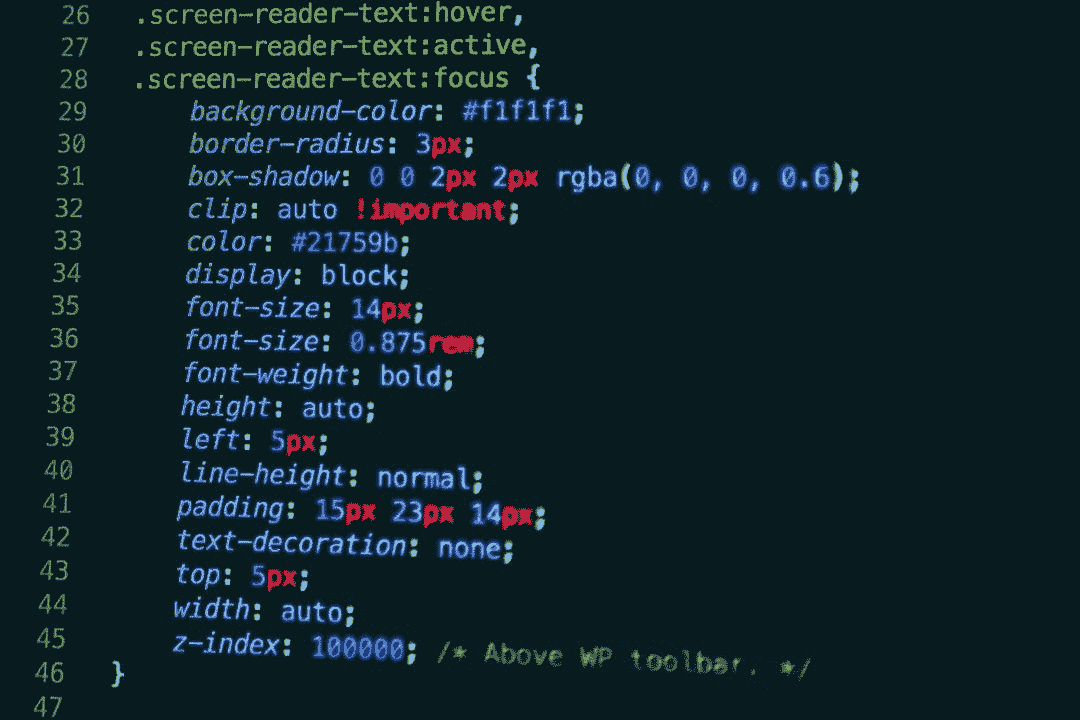 26 .screen-reader-text:hover,
27 .screen-reader-text:active,
28 .screen-reader-text:focus {
29 background-color: #f1f1f1;
30 border-radius: 3px;
31 box-shadow: 0 0 2px 2px rgba(0, 0, 0, 0.6);
32 clip: auto !important;
33 color: #21759b;
34 display: block;
35 font-size: 14px;
36 font-size: 0.875rem;
37 font-weight: bold;
38 height: auto;
39 left: 5px;
40 line-height: normal;
41 padding: 15px 23px 14px;
42 text-decoration: none;
43 top: 5px;
44 width: auto;
45 z-index: 100000; /* Above WP toolbar. */
46 }
47